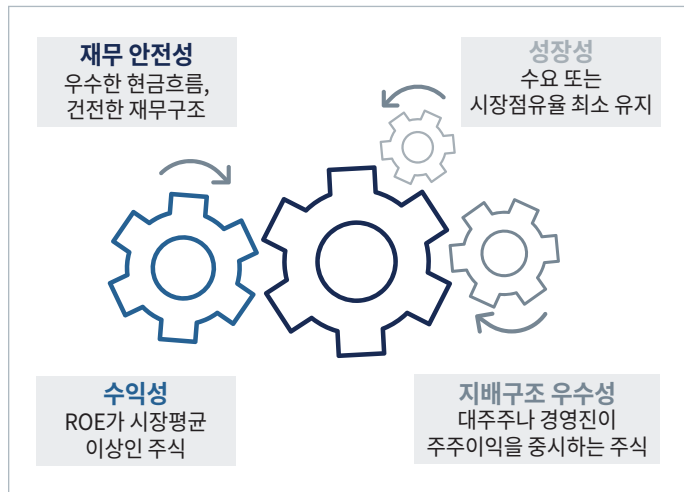 재무 안전성
우수한 현금흐름,
건전한 재무구조
성장성
수요 또는
시장점유율 최소 유지
수익성
ROE가 시장평균
이상인 주식
지배구조 우수성
대주주나 경영진이
주주이익을 중시하는 주식